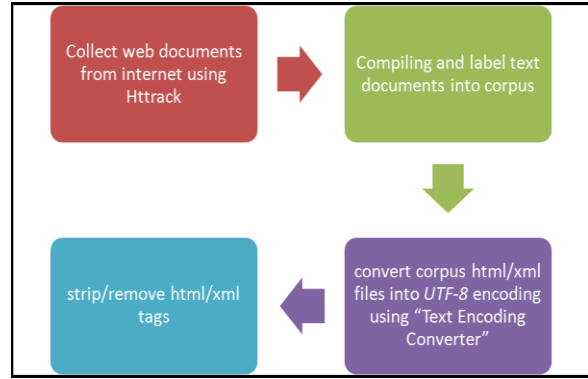 Collect web documents
from internet using
Httrack
Compiling and label text
documents into corpus
convert corpus html/xml
files into UTF-8 encoding
using “Text Encoding
Converter”
strip/remove html/xml
tags